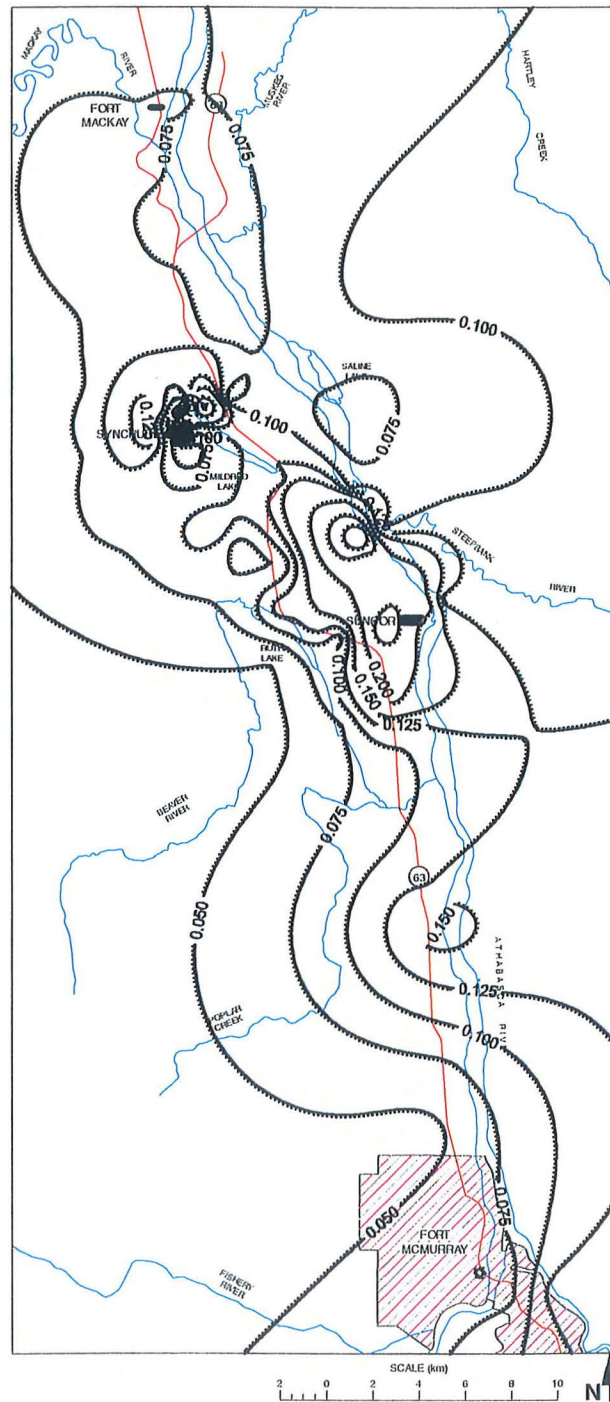 MACKAY
RIVER
FORT
MACKAY
MUSKEG
RIVER
HARTLEY
CREEK
0.075
0.075
0.100
SALINE
0.100
0.075
MILDRED
LAKE
STEEPBANK
RIVER
SUNCOR
RUTH
LAKE
0.100
0.200
0.150
0.125
0.075
BEAVER
RIVER
63
0.050
0.150
ATHABASCA RIVER
0.125
0.100
POPLAR
CREEK
0.050
0.075
FORT
MCMURRAY
FISHERY
RIVER
SCALE (km)
2 0 2 4 6 8 10
N